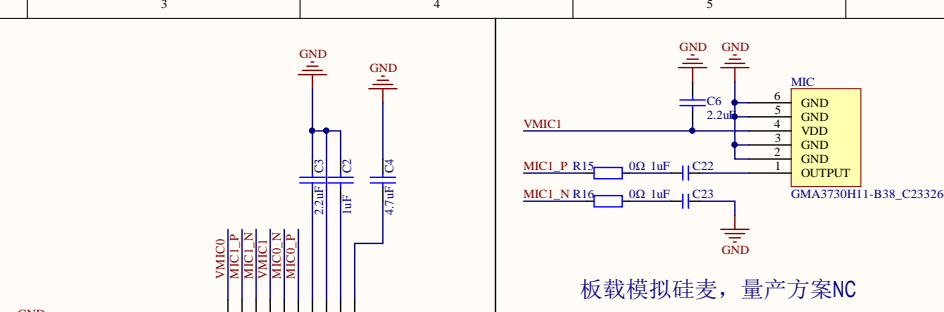 3
4
5
GND
GND
C3
2.2uF
C2
1uF
C4
4.7uF
VMIC0
MIC1_P
MIC1_N
VMIC1
MIC0_N
MIC0_P
GND
GND
C6
2.2uF
VMIC1
MIC
6 GND
5 GND
4 VDD
3 GND
2 GND
1 OUTPUT
GMA3730H11-B38_C23326
MIC1_P R15 0Ω 1uF C22
MIC1_N R16 0Ω 1uF C23
GND
板载模拟硅麦，量产方案NC